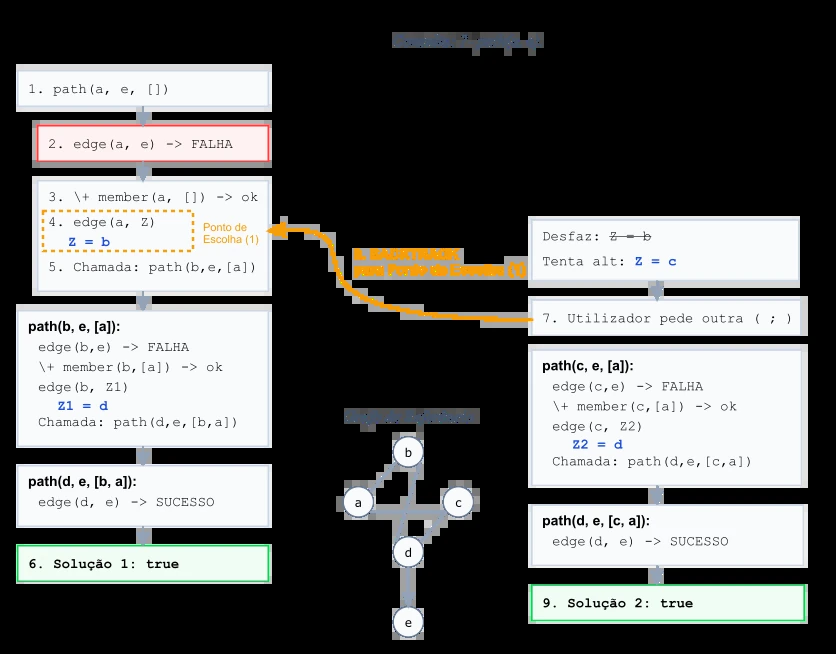 1. path(a, e, [])
2. edge(a, e) -> FALHA
3. \+ member(a, []) -> ok
4. edge(a, Z)
Z = b
Ponto de
Escolha (1)
5. Chamada: path(b,e,[a])
path(b, e, [a]):
edge(b,e) -> FALHA
\+ member(b,[a]) -> ok
edge(b, Z1)
Z1 = d
Chamada: path(d,e,[b,a])
path(d, e, [b, a]):
edge(d, e) -> SUCESSO
6. Solução 1: true
8. BACKTRACK
para Ponto de Escolha (1)
b
a
c
d
e
Desfaz: Z = b
Tenta alt: Z = c
7. Utilizador pede outra ( ; )
path(c, e, [a]):
edge(c,e) -> FALHA
\+ member(c,[a]) -> ok
edge(c, Z2)
Z2 = d
Chamada: path(d,e,[c,a])
path(d, e, [c, a]):
edge(d, e) -> SUCESSO
9. Solução 2: true